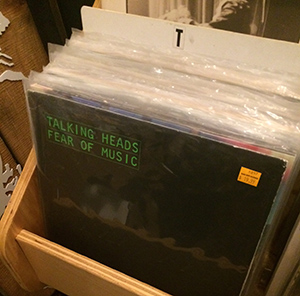 T
TALKING HEADS
FEAR OF MUSIC